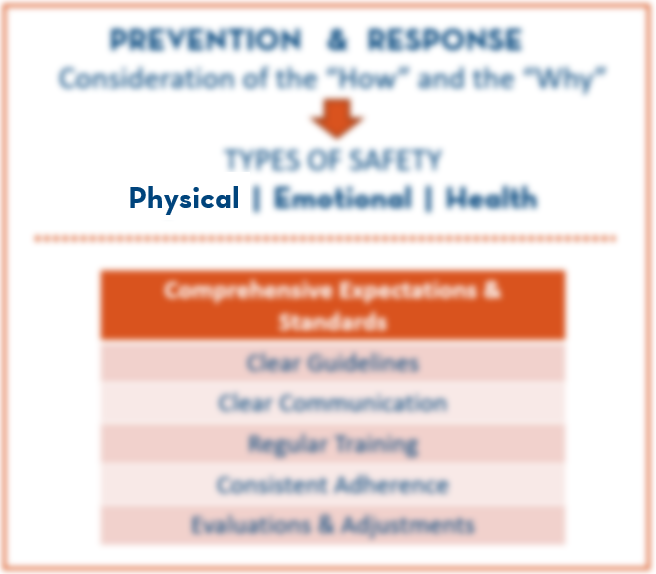 PREVENTION & RESPONSE
Consideration of the “How” and the “Why”
TYPES OF SAFETY
Physical | Emotional | Health
Comprehensive Expectations &
Standards
Clear Guidelines
Clear Communication
Regular Training
Consistent Adherence
Evaluations & Adjustments